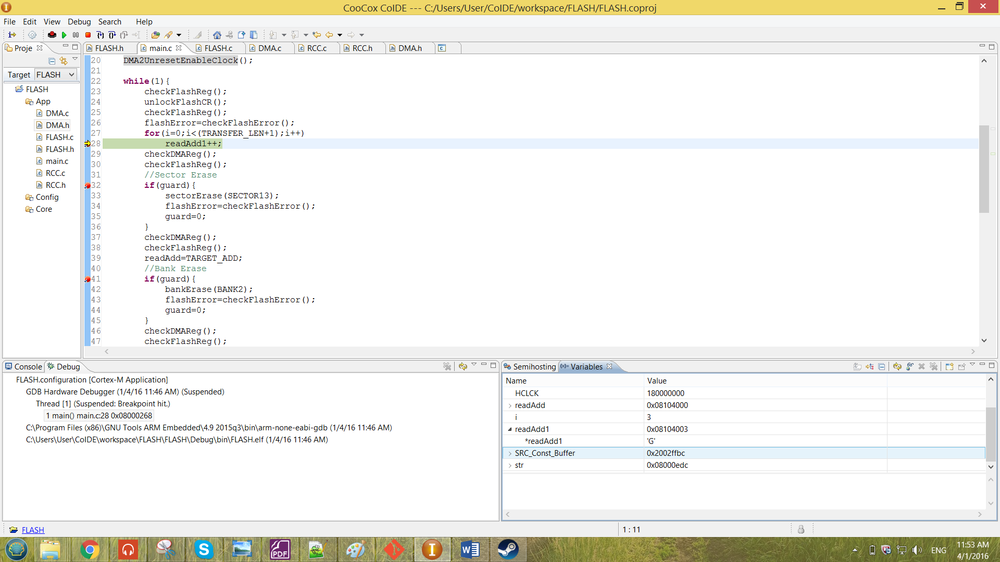 CooCox CoIDE --- C:/Users/User/CoIDE/workspace/FLASH/FLASH.coproj
File Edit View Debug Search Help
Proje
Target FLASH
FLASH
App
DMA.c
DMA.h
FLASH.c
FLASH.h
main.c
RCC.c
RCC.h
Config
Core
FLASH.h main.c FLASH.c DMA.c RCC.c RCC.h DMA.h
20 DMA2UnresetEnableClock();
21
22 while(1){
23 checkFlashReg();
24 unlockFlashCR();
25 checkFlashReg();
26 flashError=checkFlashError();
27 for(i=0;i<(TRANSFER_LEN+1);i++)
28 readAdd1++;
29 checkDMAReg();
30 checkFlashReg();
31 //Sector Erase
32 if(guard){
33 sectorErase(SECTOR13);
34 flashError=checkFlashError();
35 guard=0;
36 }
37 checkDMAReg();
38 checkFlashReg();
39 readAdd=TARGET_ADD;
40 //Bank Erase
41 if(guard){
42 bankErase(BANK2);
43 flashError=checkFlashError();
44 guard=0;
45 }
46 checkDMAReg();
47 checkFlashReg();
Console Debug
FLASH.configuration [Cortex-M Application]
GDB Hardware Debugger (1/4/16 11:46 AM) (Suspended)
Thread [1] (Suspended: Breakpoint hit.)
1 main() main.c:28 0x08000268
C:\Program Files (x86)\GNU Tools ARM Embedded\4.9 2015q3\bin\arm-none-eabi-gdb (1/4/16 11:46 AM)
C:\Users\User\CoIDE\workspace\FLASH\FLASH\Debug\bin\FLASH.elf (1/4/16 11:46 AM)
Semihosting (x)= Variables
Name Value
HCLCK 180000000
readAdd 0x08104000
i 3
readAdd1 0x08104003
*readAdd1 'G'
SRC_Const_Buffer 0x2002ffbc
str 0x08000edc
FLASH
1 : 11
PDF
ENG
11:53 AM
4/1/2016